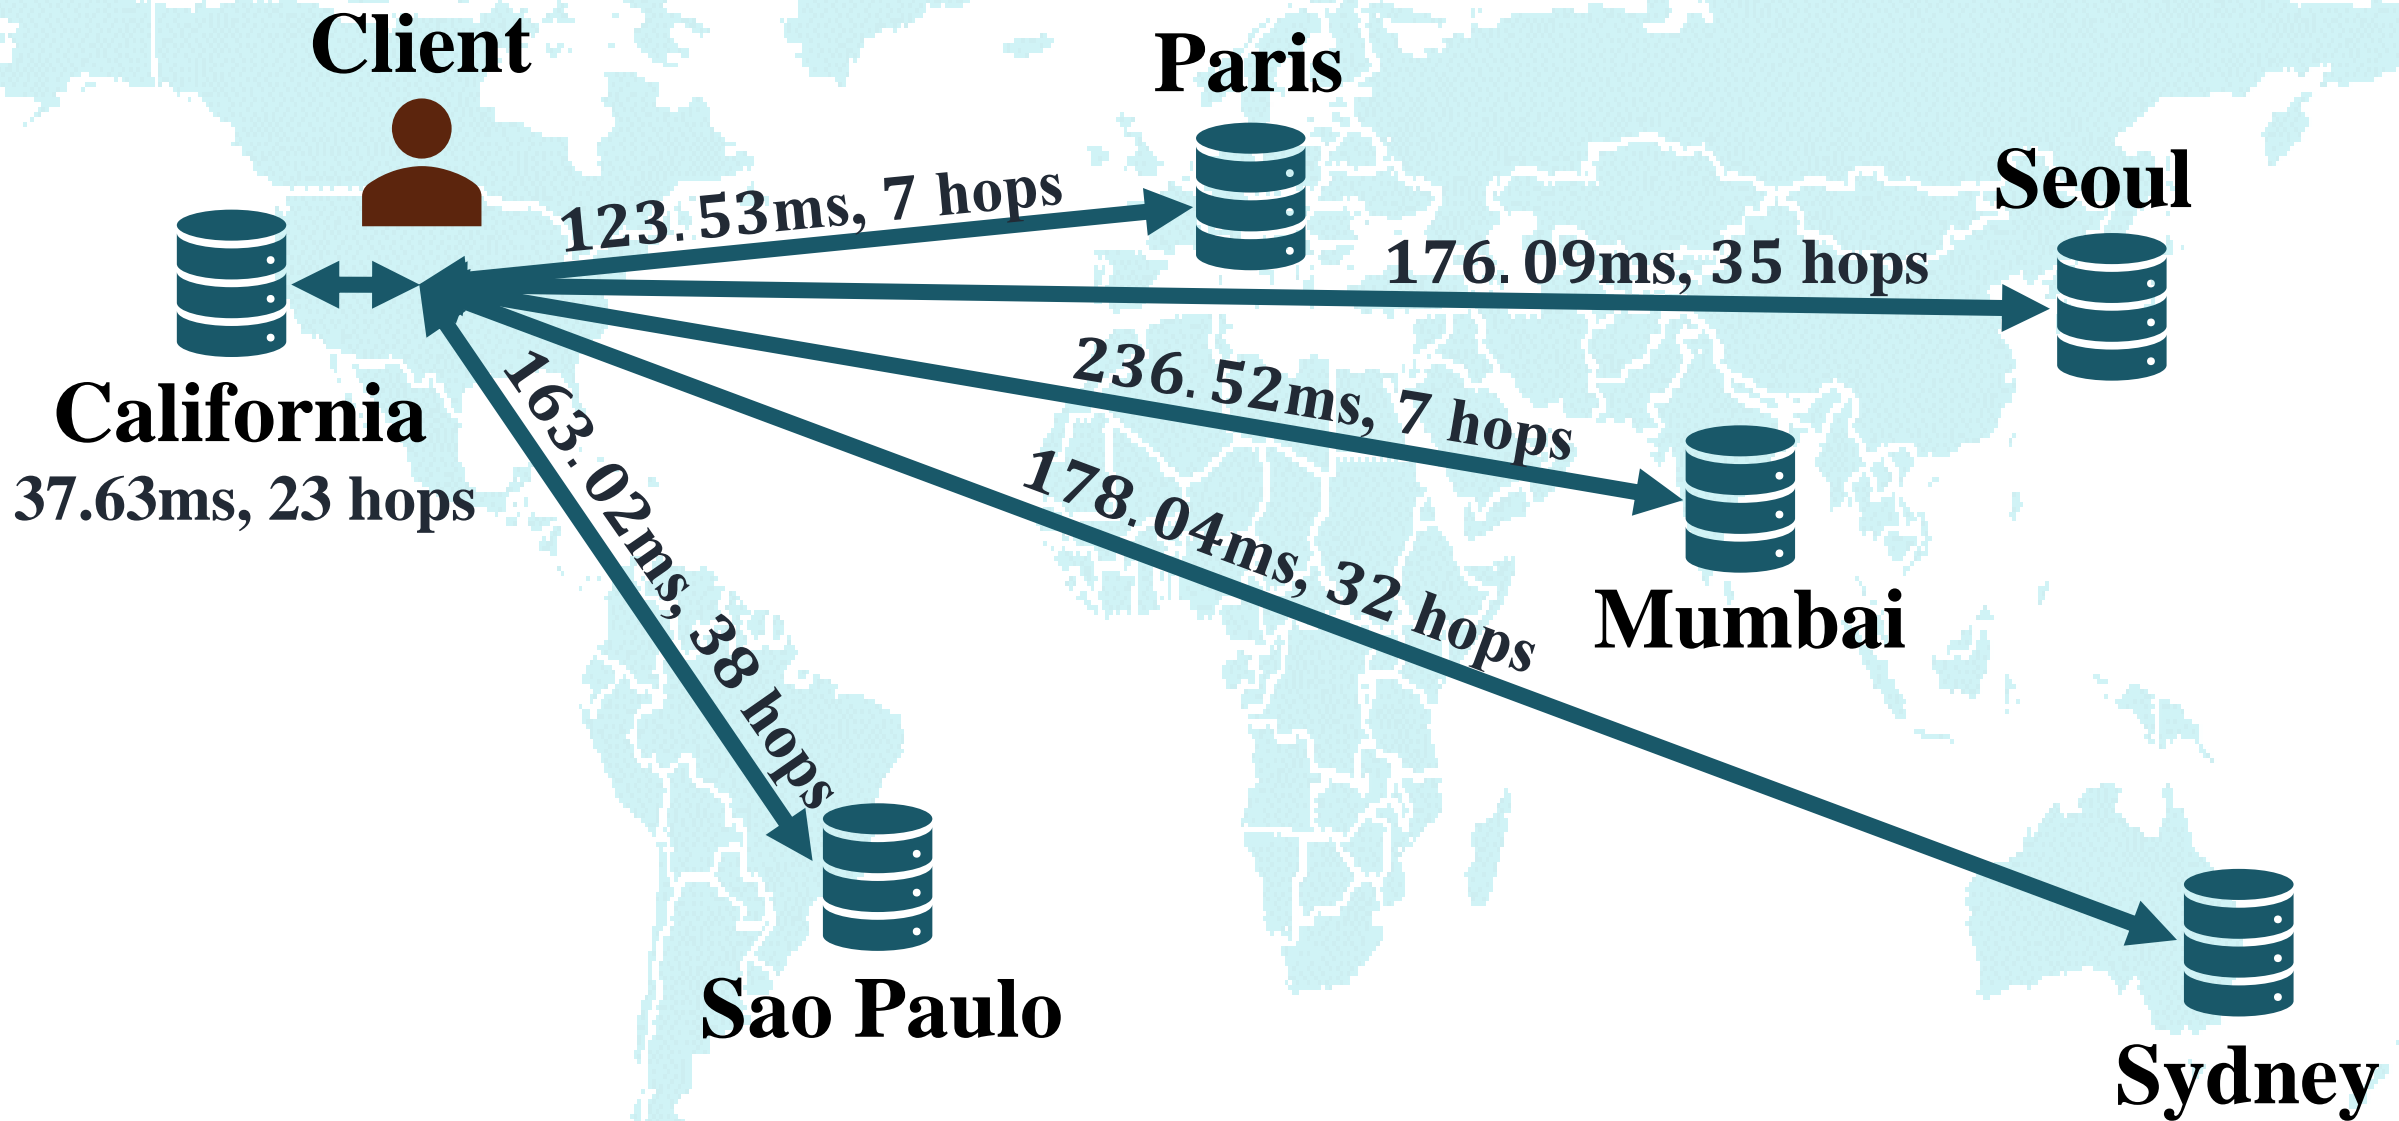 Client
Paris
Seoul
123.53ms, 7 hops
176.09ms, 35 hops
236.52ms, 7 hops
California
37.63ms, 23 hops
163.02ms, 38 hops
178.04ms, 32 hops
Mumbai
Sao Paulo
Sydney